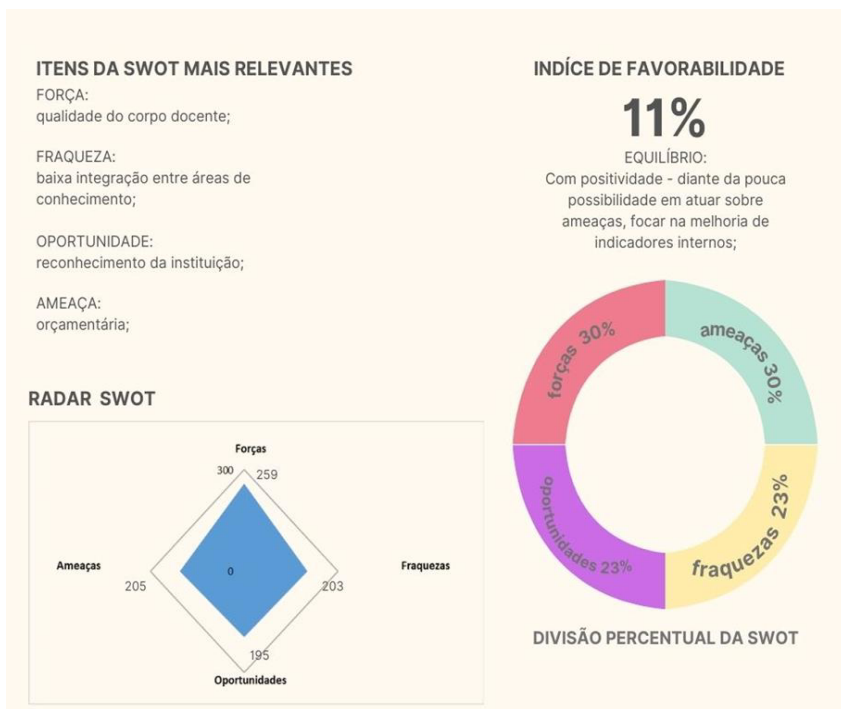 ITENS DA SWOT MAIS RELEVANTES
FORÇA:
qualidade do corpo docente;
FRAQUEZA:
baixa integração entre áreas de
conhecimento;
OPORTUNIDADE:
reconhecimento da instituição;
AMEAÇA:
orçamentária;
INDÍCE DE FAVORABILIDADE
11%
EQUILÍBRIO:
Com positividade - diante da pouca
possibilidade em atuar sobre
ameaças, focar na melhoria de
indicadores internos;
RADAR SWOT
Forças
300
259
Ameaças
205
0
Fraquezas
203
195
Oportunidades
forças 30%
ameaças 30%
oportunidades 23%
fraquezas 23%
DIVISÃO PERCENTUAL DA SWOT